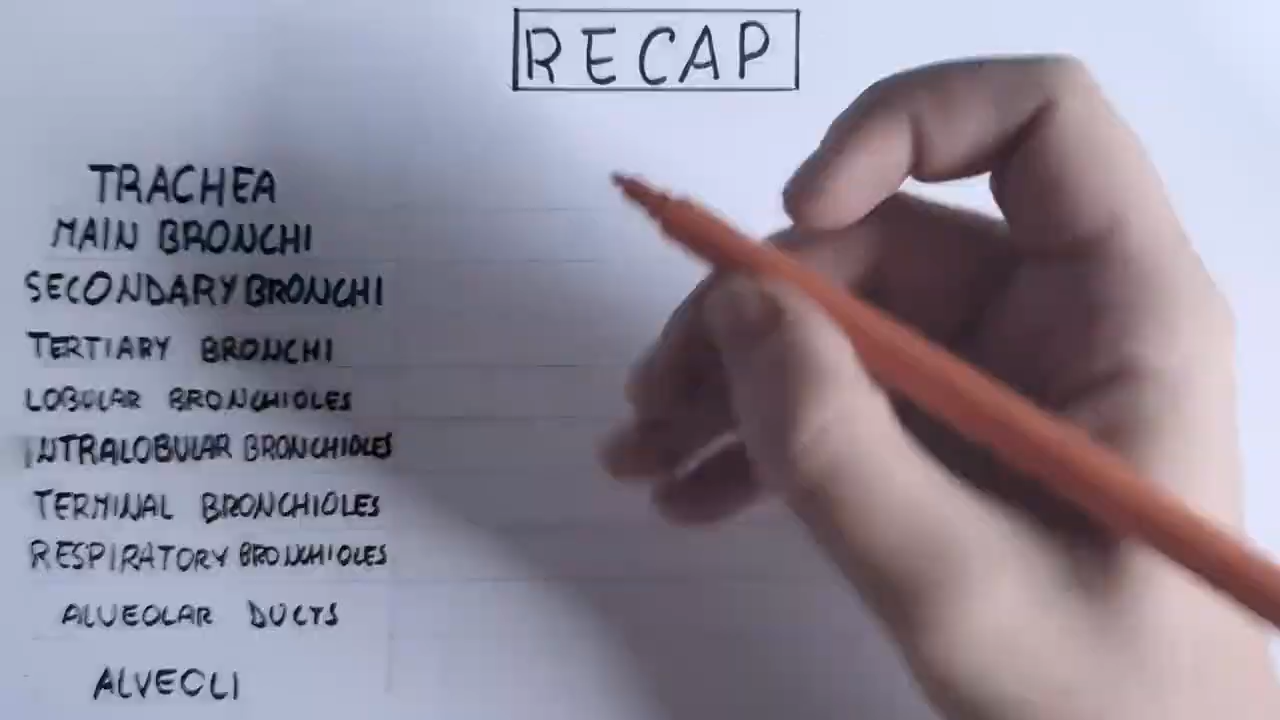 RECAP
TRACHEA
MAIN BRONCHI
SECONDARY BRONCHI
TERTIARY BRONCHI
LOBULAR BRONCHIOLES
INTRALOBULAR BRONCHIOLES
TERMINAL BRONCHIOLES
RESPIRATORY BRONCHIOLES
ALVEOLAR DUCTS
ALVEOLI